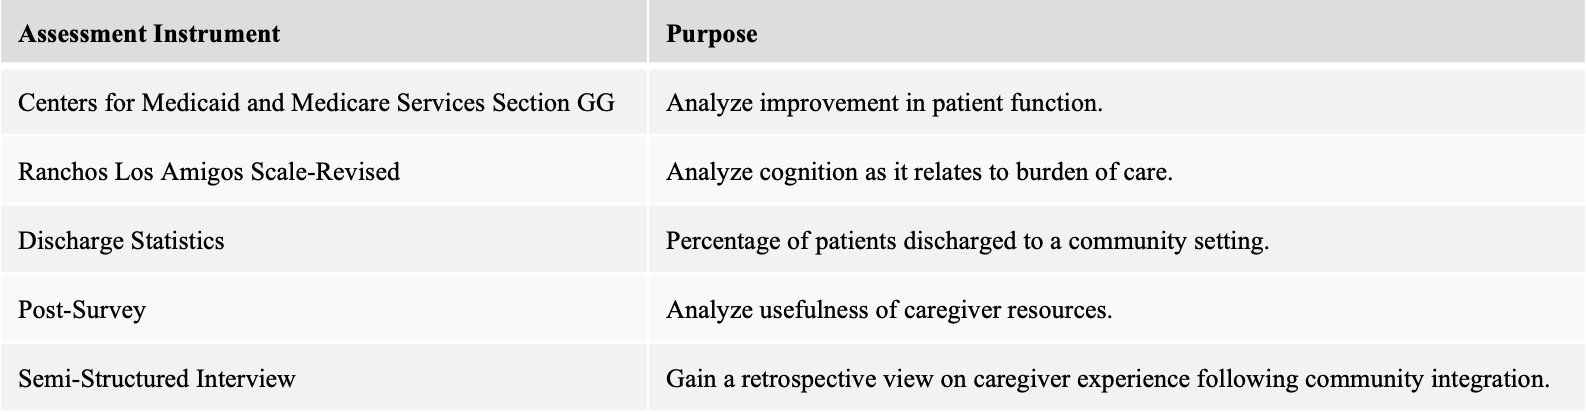 Assessment Instrument Purpose
Centers for Medicaid and Medicare Services Section GG Analyze improvement in patient function.
Ranchos Los Amigos Scale-Revised Analyze cognition as it relates to burden of care.
Discharge Statistics Percentage of patients discharged to a community setting.
Post-Survey Analyze usefulness of caregiver resources.
Semi-Structured Interview Gain a retrospective view on caregiver experience following community integration.